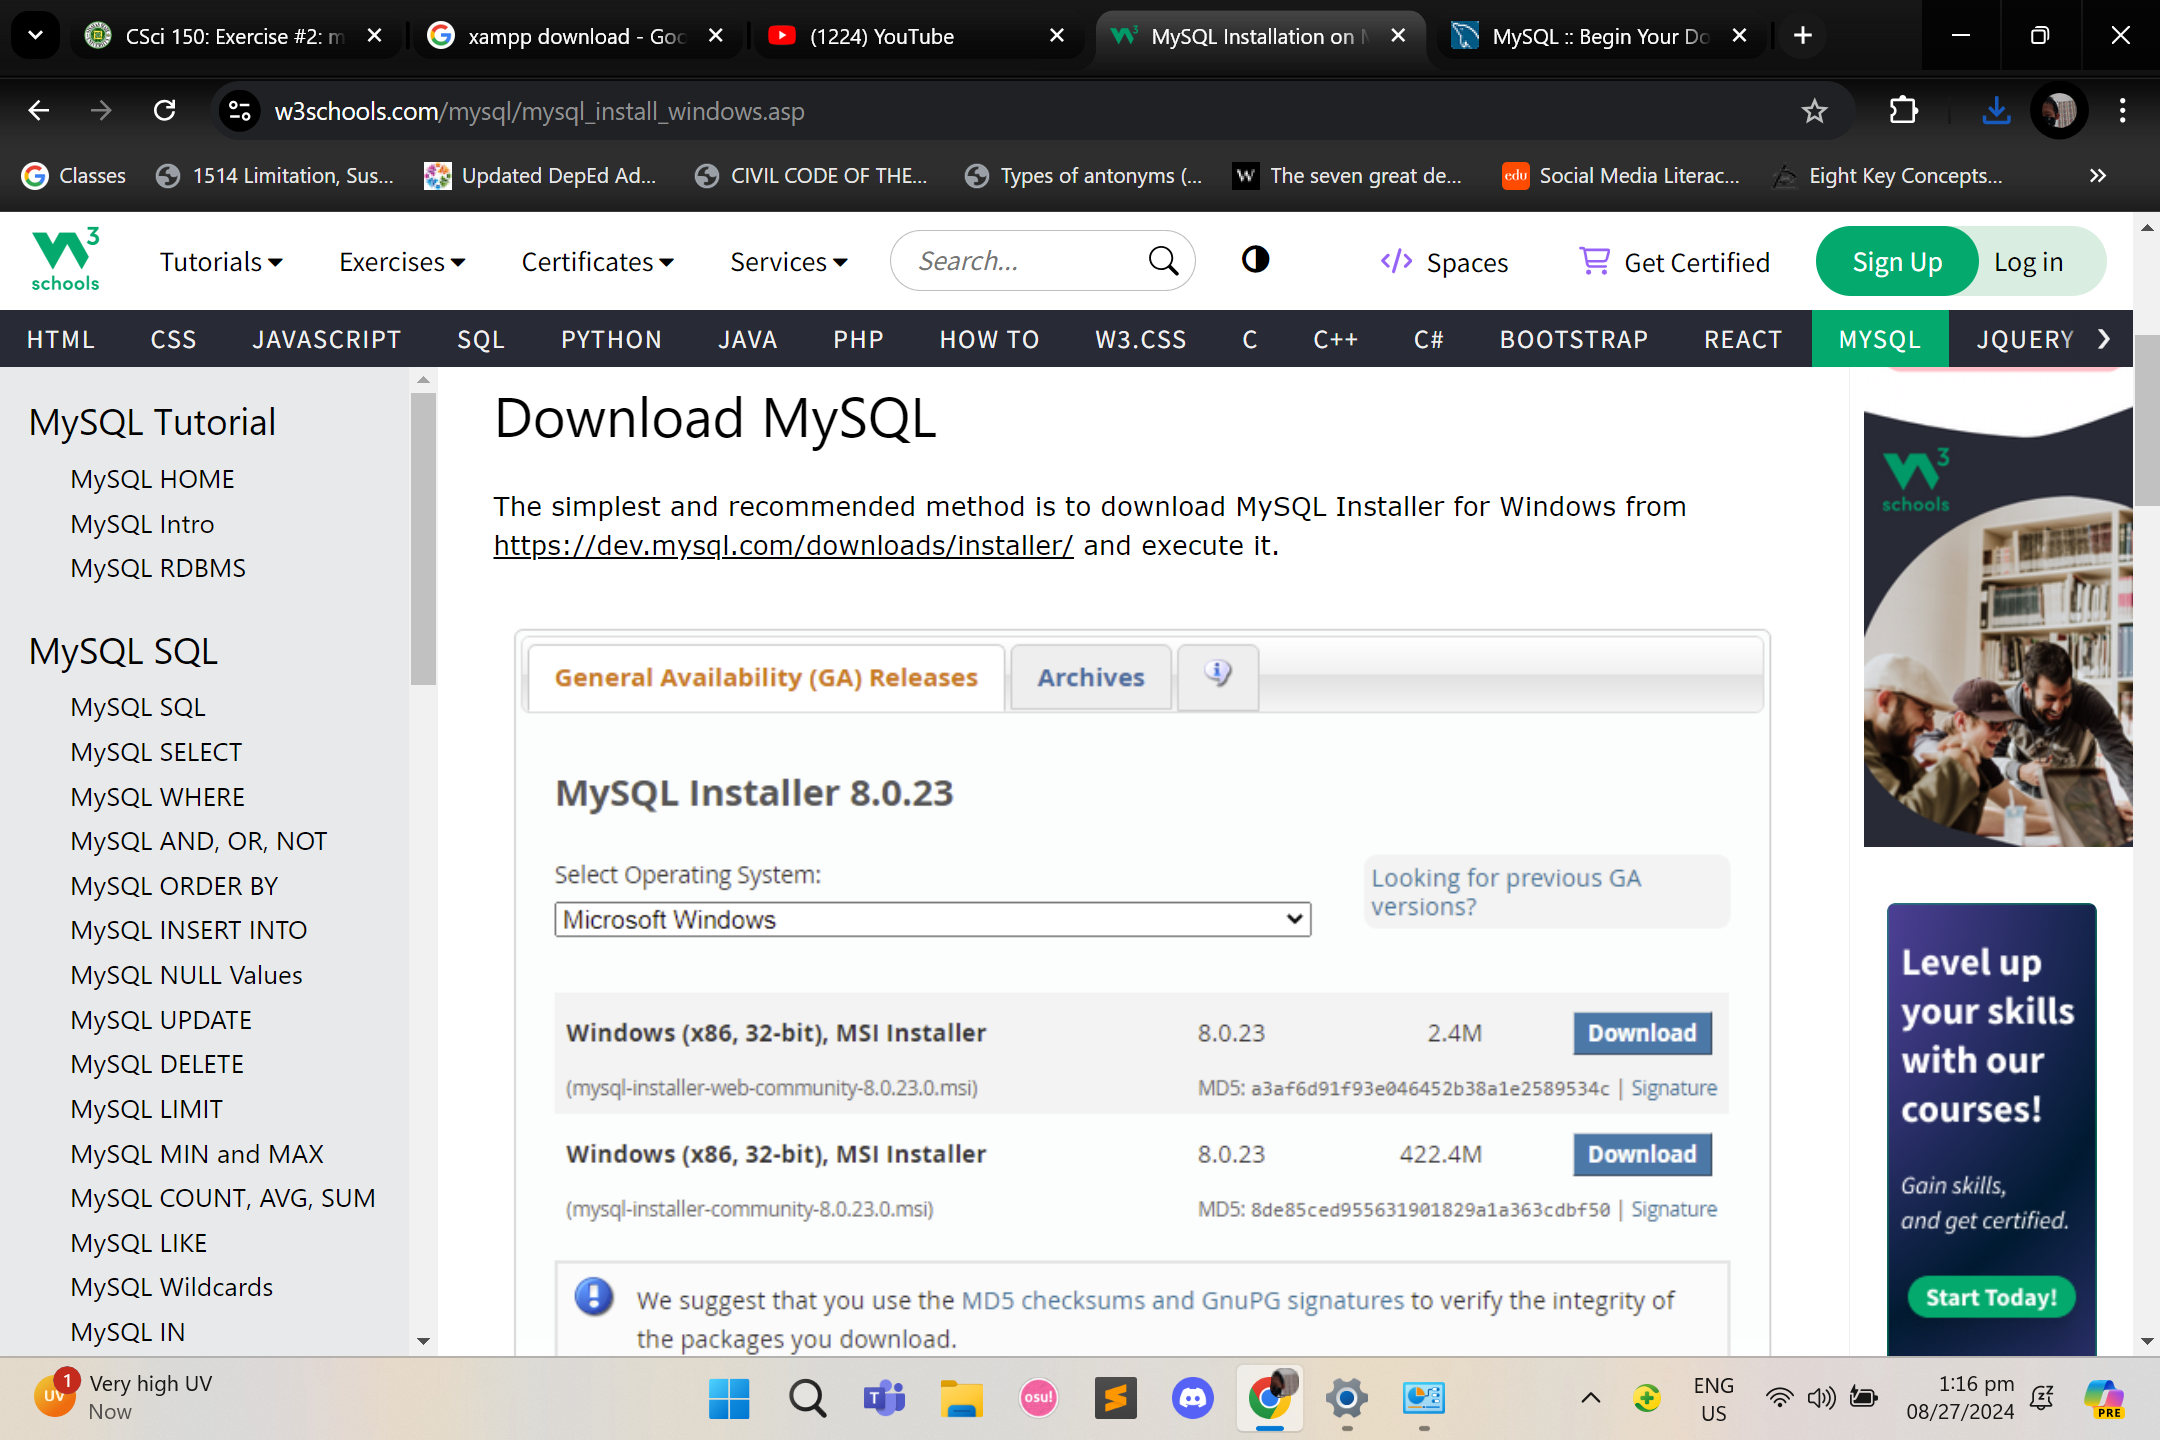 CSci 150: Exercise #2: m
xampp download - Goo
(1224) YouTube
MySQL Installation on
MySQL :: Begin Your Do
w3schools.com/mysql/mysql_install_windows.asp
Classes
1514 Limitation, Sus...
Updated DepEd Ad...
CIVIL CODE OF THE...
Types of antonyms (...
W
The seven great de...
edu
Social Media Literac...
Eight Key Concepts...
W3
schools
Tutorials
Exercises
Certificates
Services
Search...
Spaces
Get Certified
Sign Up
Log in
HTML
CSS
JAVASCRIPT
SQL
PYTHON
JAVA
PHP
HOW TO
W3.CSS
C
C++
C#
BOOTSTRAP
REACT
MYSQL
JQUERY
MySQL Tutorial
MySQL HOME
MySQL Intro
MySQL RDBMS
MySQL SQL
MySQL SQL
MySQL SELECT
MySQL WHERE
MySQL AND, OR, NOT
MySQL ORDER BY
MySQL INSERT INTO
MySQL NULL Values
MySQL UPDATE
MySQL DELETE
MySQL LIMIT
MySQL MIN and MAX
MySQL COUNT, AVG, SUM
MySQL LIKE
MySQL Wildcards
MySQL IN
Download MySQL
The simplest and recommended method is to download MySQL Installer for Windows from
https://dev.mysql.com/downloads/installer/ and execute it.
General Availability (GA) Releases
Archives
MySQL Installer 8.0.23
Select Operating System:
Microsoft Windows
Looking for previous GA
versions?
Windows (x86, 32-bit), MSI Installer 8.0.23 2.4M Download
(mysql-installer-web-community-8.0.23.0.msi) MD5: a3af6d91f93e046452b38a1e2589534c | Signature
Windows (x86, 32-bit), MSI Installer 8.0.23 422.4M Download
(mysql-installer-community-8.0.23.0.msi) MD5: 8de85ced955631901829a1a363cdbf50 | Signature
We suggest that you use the MD5 checksums and GnuPG signatures to verify the integrity of
the packages you download.
W3
schools
Level up
your skills
with our
courses!
Gain skills,
and get certified.
Start Today!
UV
1
Very high UV
Now
T
osu!
ENG
US
1:16 pm
08/27/2024
PRE